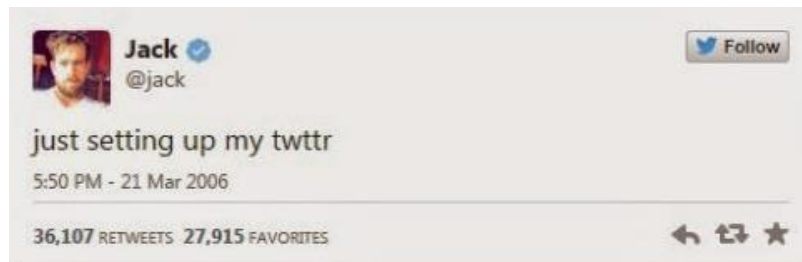 Jack
Follow
@jack
just setting up my twttr
5:50 PM - 21 Mar 2006
36,107 RETWEETS 27,915 FAVORITES